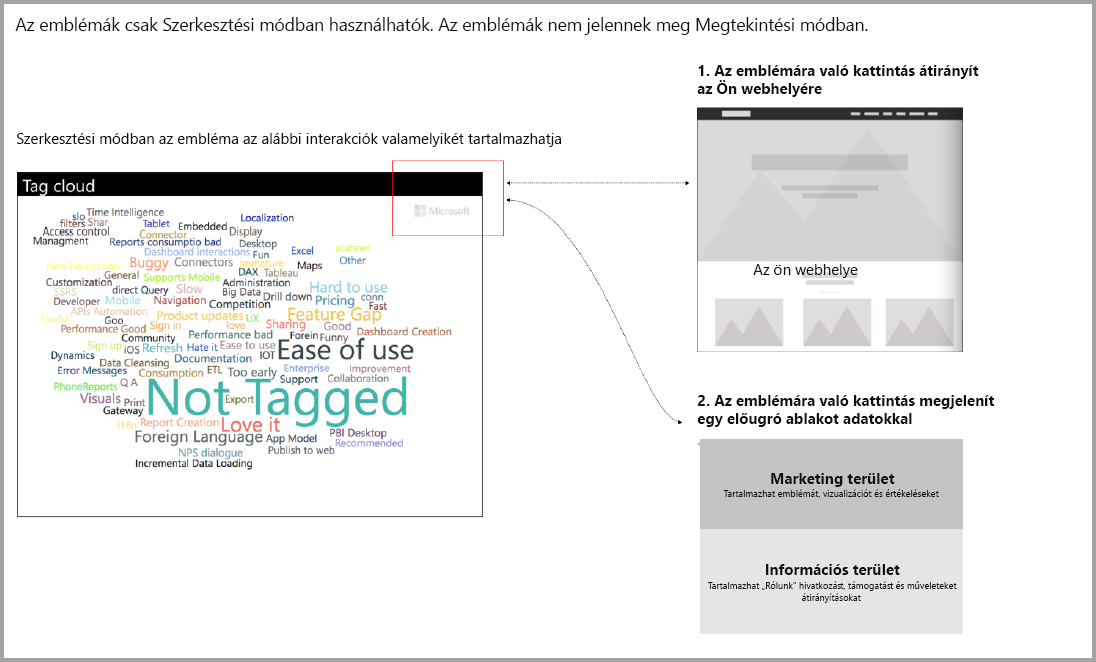 Az emblémák csak Szerkesztési módban használhatók. Az emblémák nem jelennek meg Megtekintési módban.
Szerkesztési módban az embléma az alábbi interakciók valamelyikét tartalmazhatja
Tag cloud
Microsoft
slo Time Intelligence
filters Shar Tablet Embedded Localization
Access control Connector Display
Managment Reports consumptio bad Desktop
Dashboard interactions Fun Excel scanner
New Navigation Buggy Connectors Immature Maps Other
General Supports Mobile DAX Tableau
Customization Administration
SSRS direct Query Slow Big Data Drill down Hard to use
Developer Mobile Navigation Competition Pricing conn
APIs Automation Fast
Useful Goo Product updates UX Feature Gap
Performance Good Sign in love Sharing Good Dashboard Creation
Community Performance bad Forein Funny
Sign up iOS Refresh Hate it Ease to use Ease of use
Dynamics Documentation IOT
Data Cleansing
Error Messages Consumption ETL Too early Enterprise Improvement
PhoneReports Q A Support Collaboration
Visuals Print Not Tagged Export
Gateway
i18n Report Creation Love it
Foreign Language App Model PBI Desktop
Recommended
NPS dialogue Publish to web
Incremental Data Loading
1. Az emblémára való kattintás átirányít
az Ön webhelyére
Az ön webhelye
2. Az emblémára való kattintás megjelenít
egy előugró ablakot adatokkal
Marketing terület
Tartalmazhat emblémát, vizualizációt és értékeléseket
Információs terület
Tartalmazhat „Rólunk” hivatkozást, támogatást és műveleteket
átirányításokat